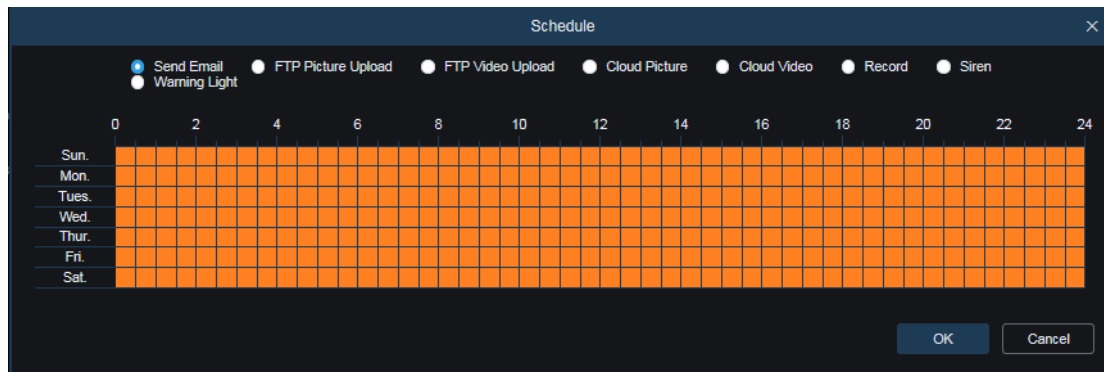 Schedule
Send Email FTP Picture Upload FTP Video Upload Cloud Picture Cloud Video Record Siren
Warning Light
0 2 4 6 8 10 12 14 16 18 20 22 24
Sun.
Mon.
Tues.
Wed.
Thur.
Fri.
Sat.
OK Cancel